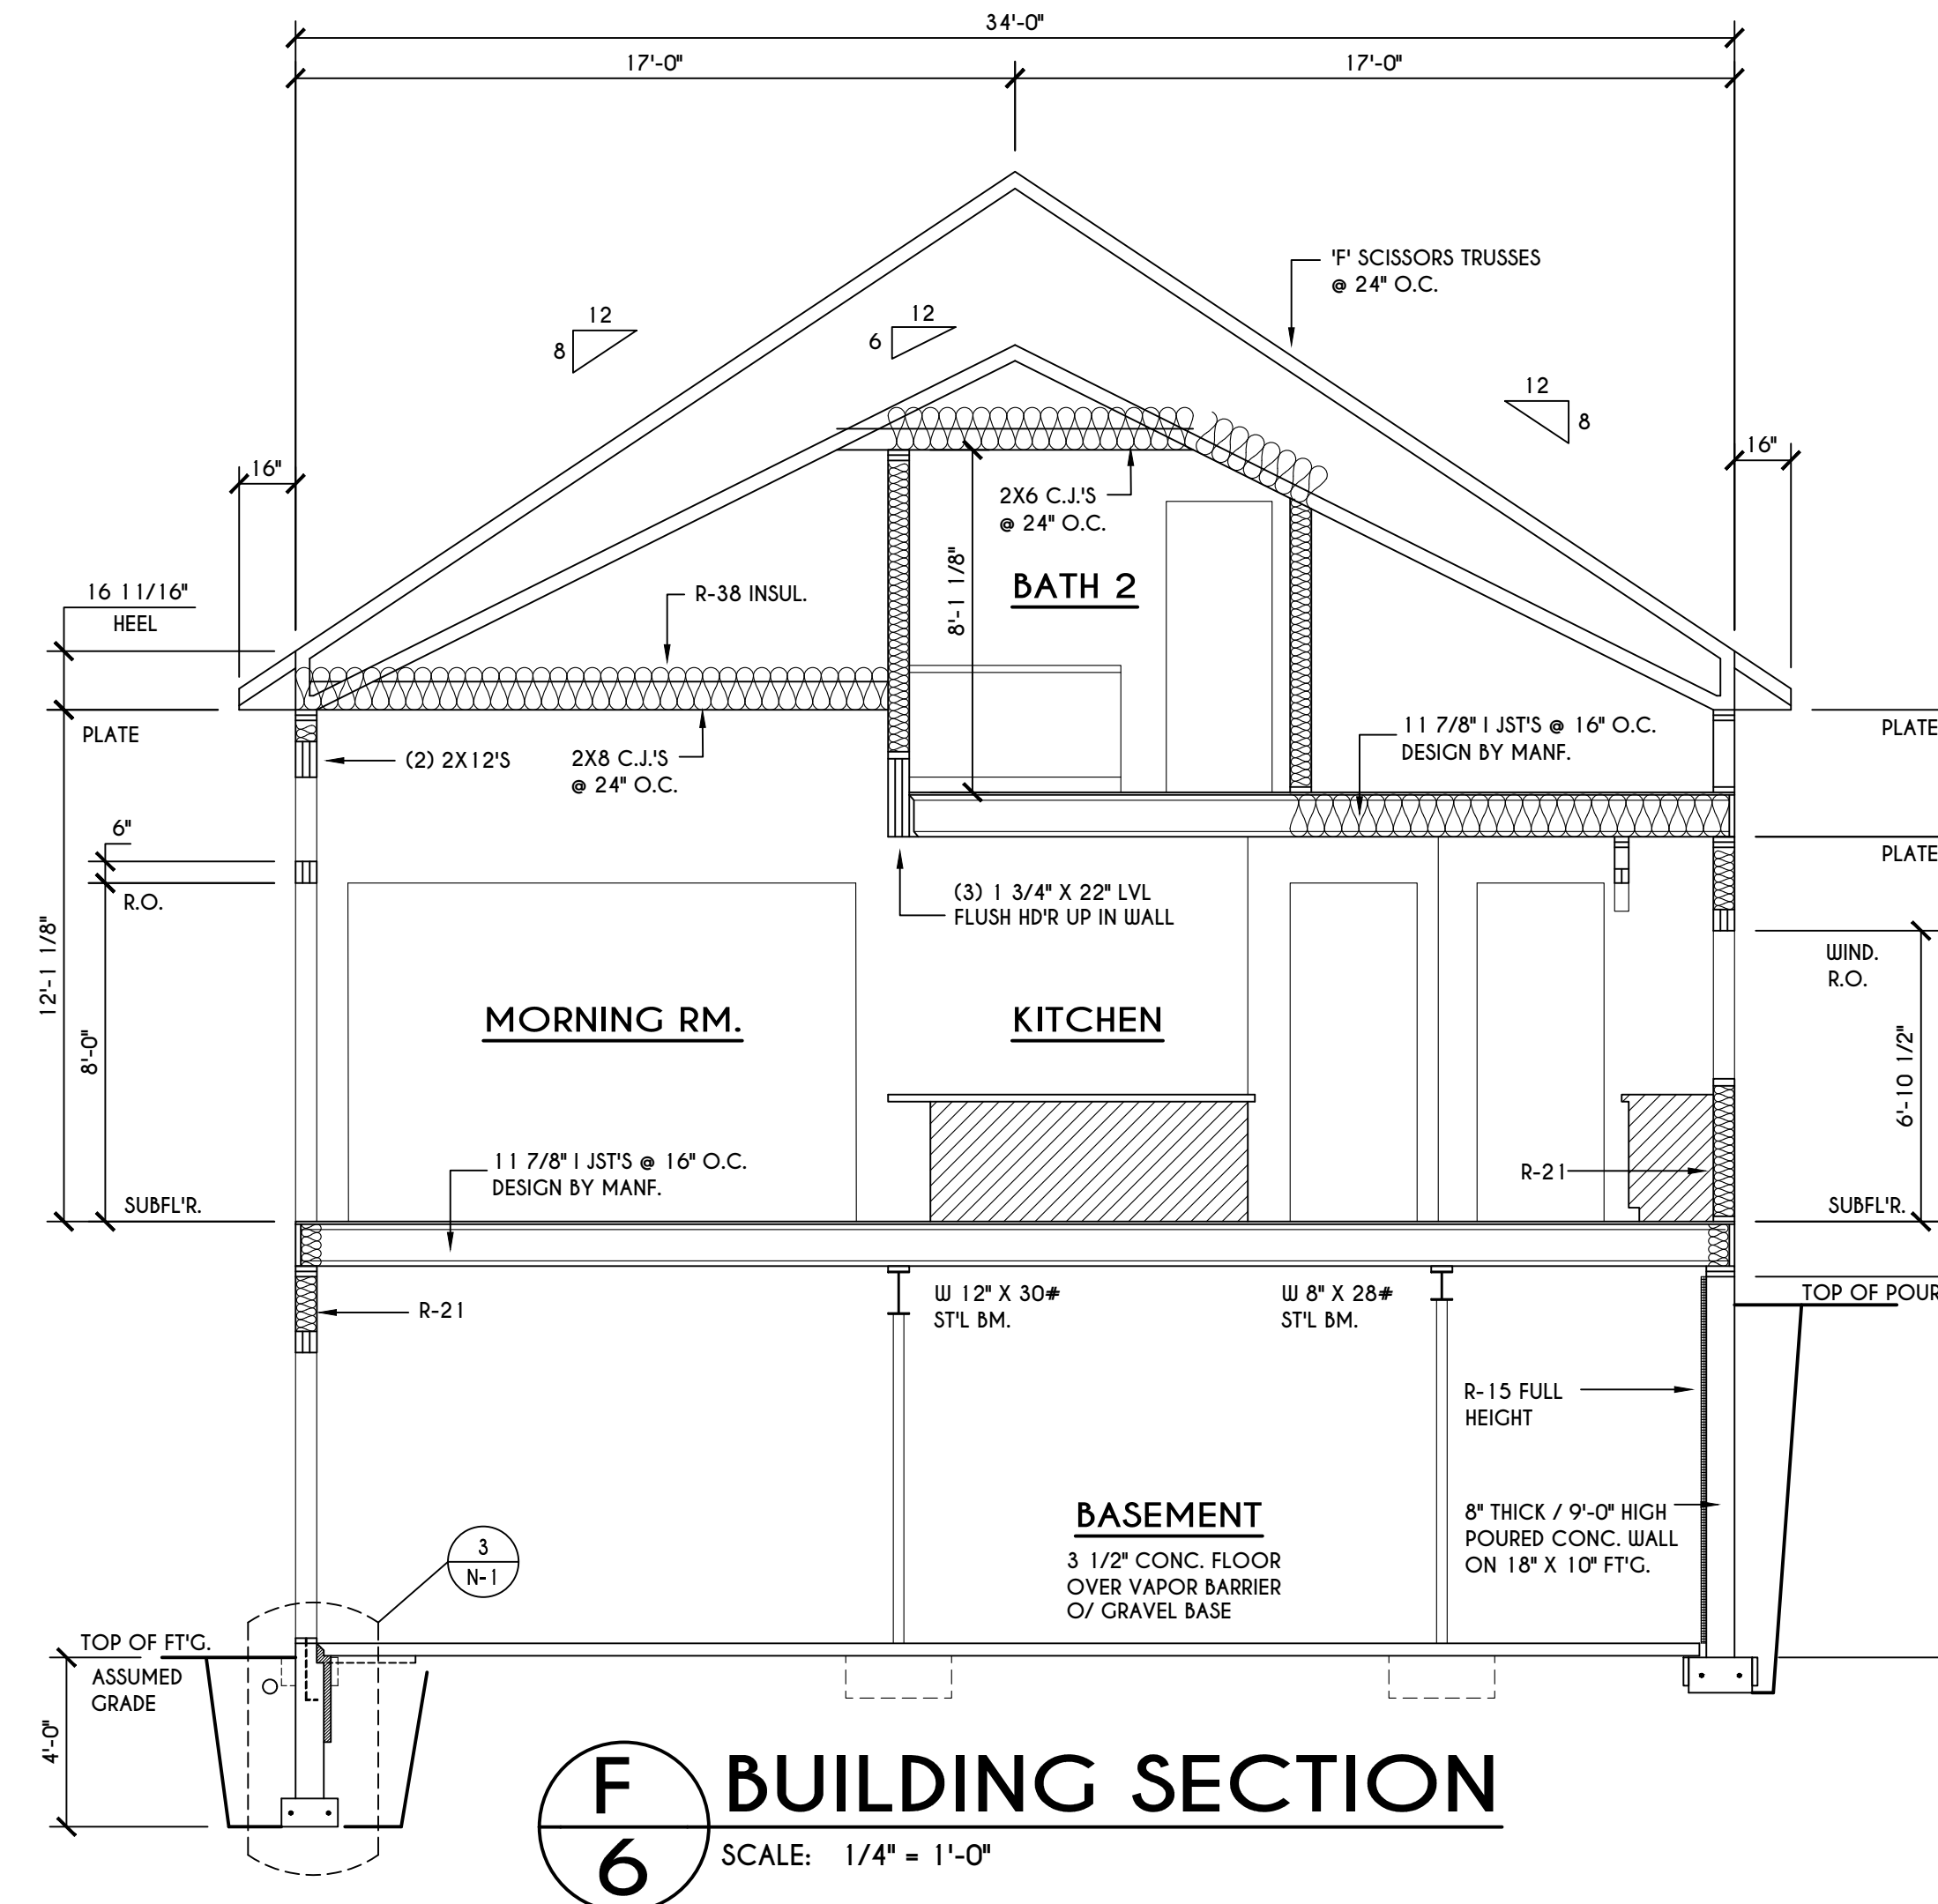 34'-0"
17'-0"
17'-0"
'F' SCISSORS TRUSSES
@ 24" O.C.
12
8
12
6
12
8
16"
16"
2X6 C.J.'S
@ 24" O.C.
8'-1 1/8"
BATH 2
R-38 INSUL.
16 11/16"
HEEL
PLATE
(2) 2X12'S
2X8 C.J.'S
@ 24" O.C.
11 7/8" I JST'S @ 16" O.C.
DESIGN BY MANF.
PLATE
PLATE
6"
R.O.
(3) 1 3/4" X 22" LVL
FLUSH HD'R UP IN WALL
WIND.
R.O.
12'-1 1/8"
8'-0"
MORNING RM.
KITCHEN
6'-10 1/2"
11 7/8" I JST'S @ 16" O.C.
DESIGN BY MANF.
R-21
SUBFL'R.
SUBFL'R.
W 12" X 30#
ST'L BM.
W 8" X 28#
ST'L BM.
TOP OF POUR
R-21
R-15 FULL
HEIGHT
BASEMENT
3 1/2" CONC. FLOOR
OVER VAPOR BARRIER
O/ GRAVEL BASE
8" THICK / 9'-0" HIGH
POURED CONC. WALL
ON 18" X 10" FT'G.
3
N-1
TOP OF FT'G.
ASSUMED
GRADE
4'-0"
F
6
BUILDING SECTION
SCALE: 1/4" = 1'-0"